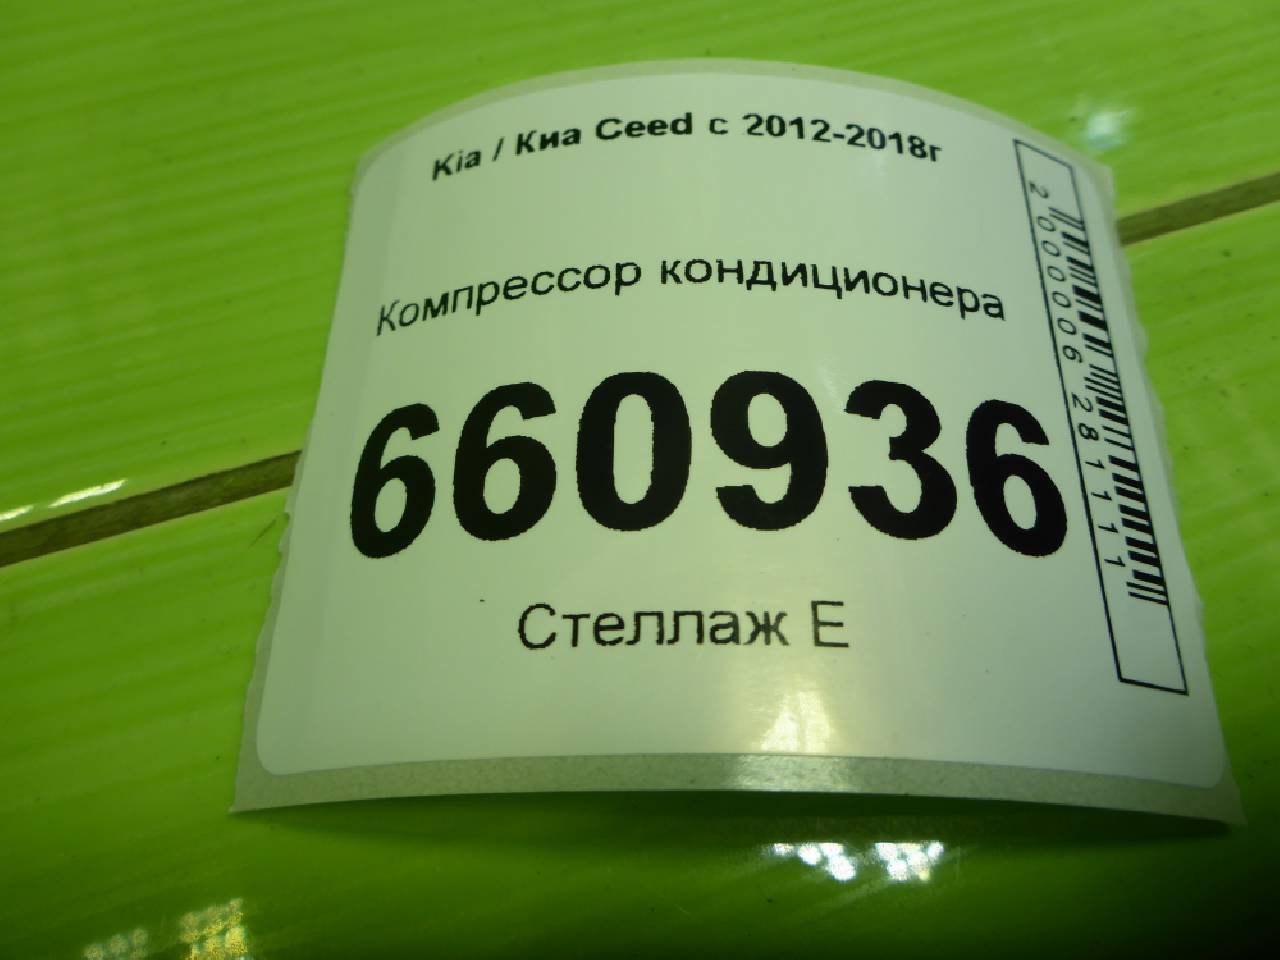 Kia / Киа Ceed с 2012-2018г
Компрессор кондиционера
660936
Стеллаж Е
2000006281111